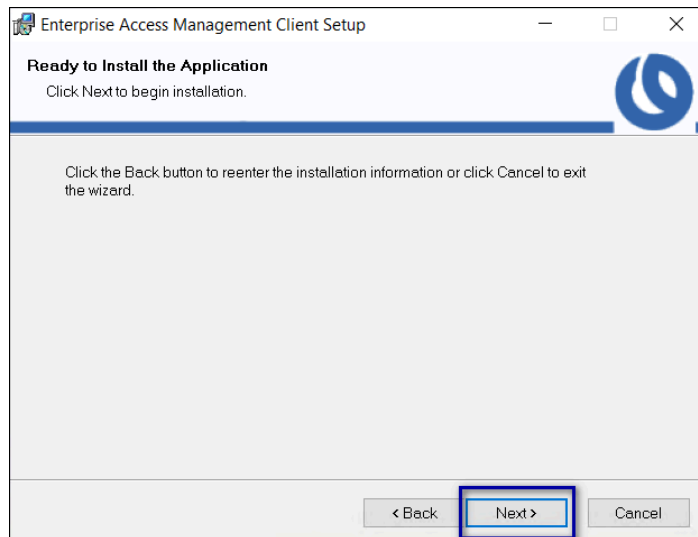 Enterprise Access Management Client Setup
Ready to Install the Application
Click Next to begin installation.
Click the Back button to reenter the installation information or click Cancel to exit
the wizard.
< Back
Next >
Cancel